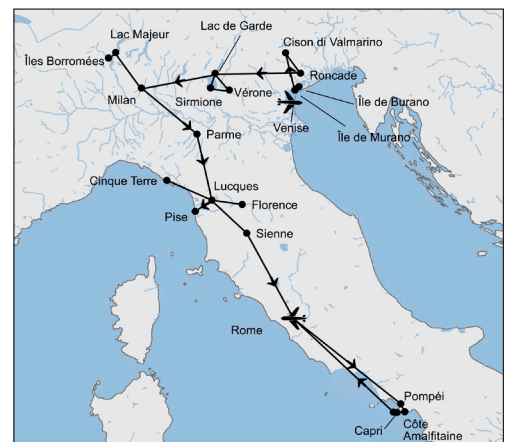 Lac de Garde
Lac Majeur
Cison di Valmarino
Îles Borromées
Roncade
Milan
Sirmione
Vérone
Île de Burano
Venise
Île de Murano
Parme
Cinque Terre
Lucques
Pise
Florence
Sienne
Rome
Pompéi
Capri
Côte
Amalfitaine